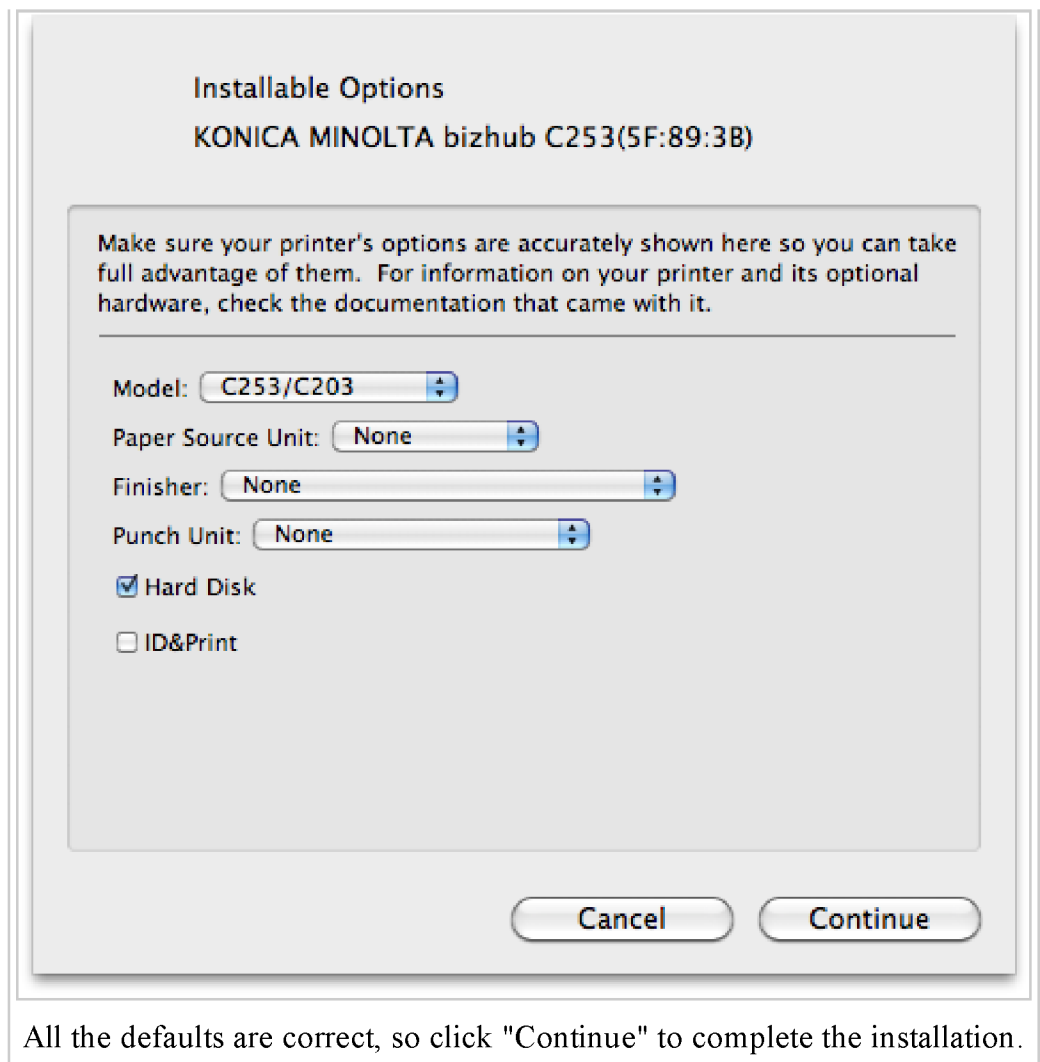 Installable Options
KONICA MINOLTA bizhub C253(5F:89:3B)
Make sure your printer's options are accurately shown here so you can take
full advantage of them.  For information on your printer and its optional
hardware, check the documentation that came with it.
Model: C253/C203
Paper Source Unit: None
Finisher: None
Punch Unit: None
Hard Disk
ID&Print
Cancel Continue
All the defaults are correct, so click "Continue" to complete the installation.